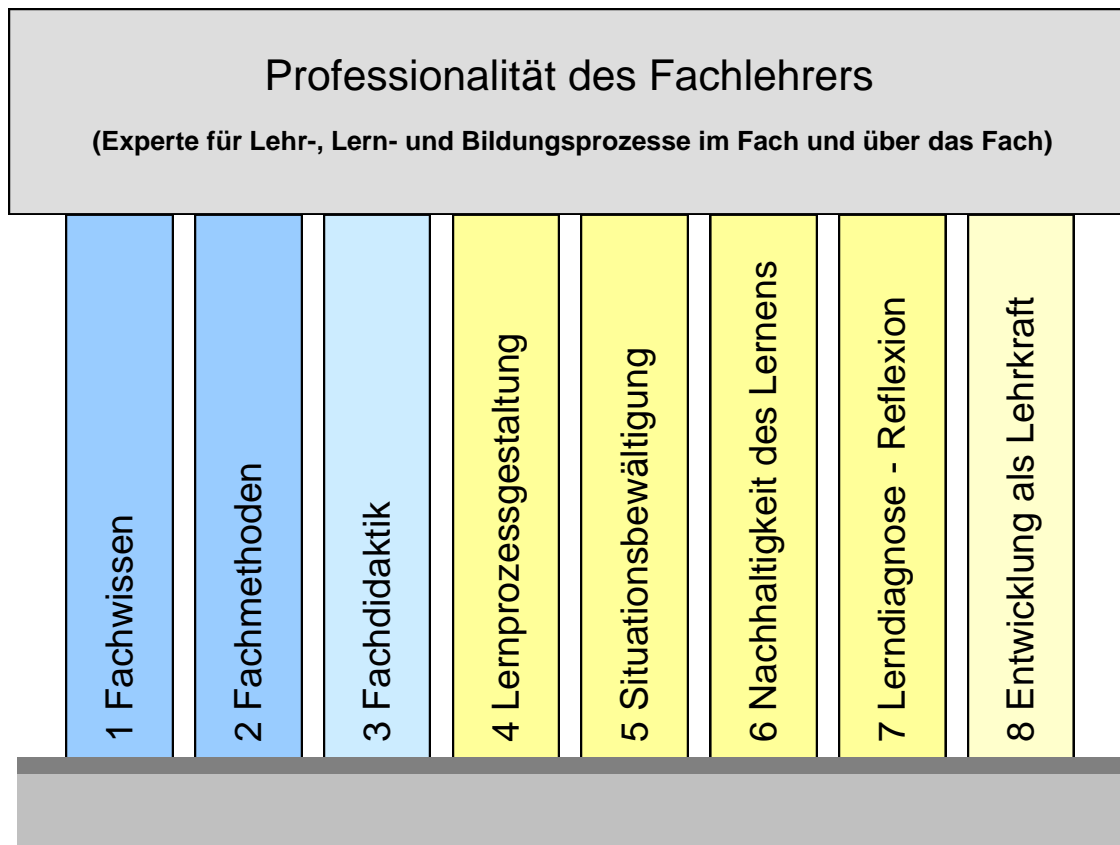 Professionalität des Fachlehrers
(Experte für Lehr-, Lern- und Bildungsprozesse im Fach und über das Fach)
1 Fachwissen
2 Fachmethoden
3 Fachdidaktik
4 Lernprozessgestaltung
5 Situationsbewältigung
6 Nachhaltigkeit des Lernens
7 Lerndiagnose - Reflexion
8 Entwicklung als Lehrkraft